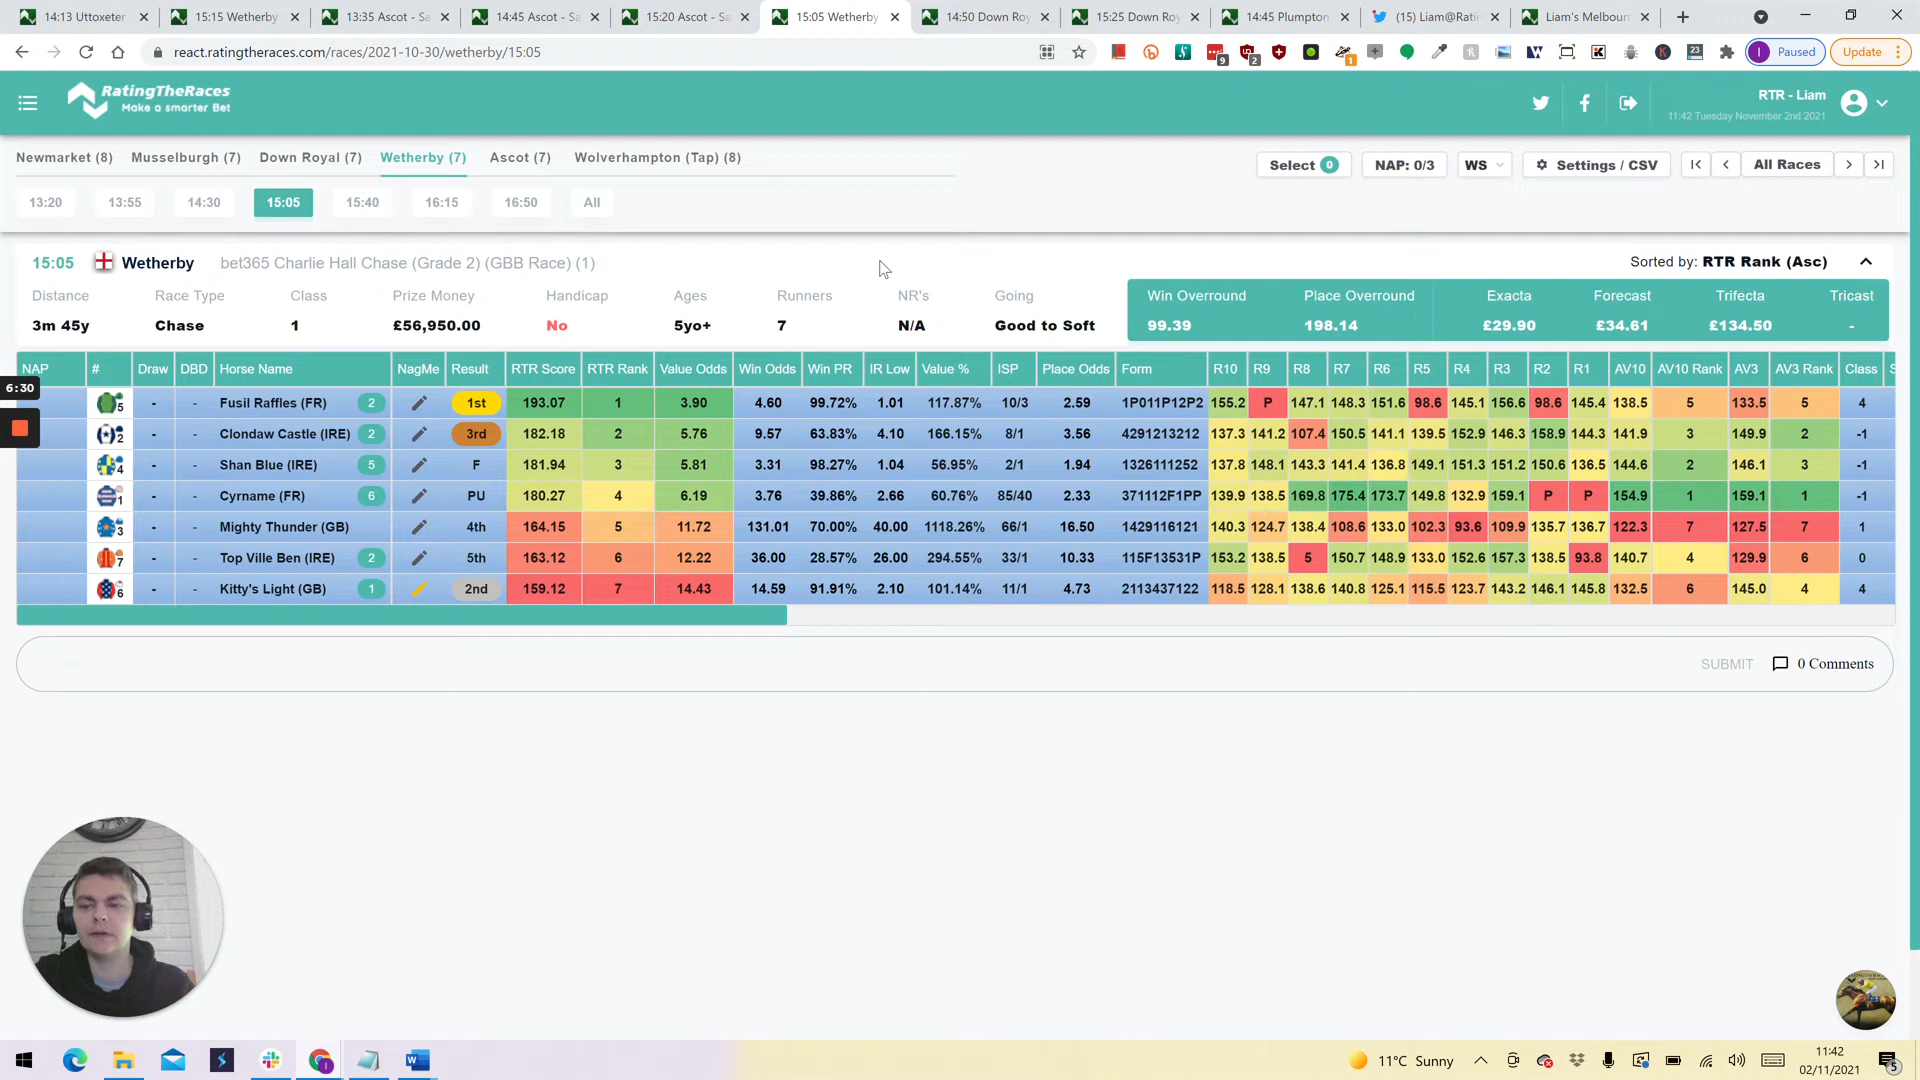 14:13 Uttoxeter
15:15 Wetherby
13:35 Ascot - Sa
14:45 Ascot - Sa
15:20 Ascot - Sa
15:05 Wetherby
14:50 Down Roy
15:25 Down Roy
14:45 Plumpton
(15) Liam@Ratin
Liam's Melbour
react.ratingtheraces.com/races/2021-10-30/wetherby/15:05
9 2 1 23
I Paused
Update
RatingTheRaces
Make a smarter Bet
RTR - Liam
11:42 Tuesday November 2nd 2021
Newmarket (8) Musselburgh (7) Down Royal (7) Wetherby (7) Ascot (7) Wolverhampton (Tap) (8)
Select 0 NAP: 0/3 WS Settings / CSV All Races
13:20 13:55 14:30 15:05 15:40 16:15 16:50 All
15:05 Wetherby bet365 Charlie Hall Chase (Grade 2) (GBB Race) (1)
Sorted by: RTR Rank (Asc)
Distance Race Type Class Prize Money Handicap Ages Runners NR's Going Win Overround Place Overround Exacta Forecast Trifecta Tricast
3m 45y Chase 1 £56,950.00 No 5yo+ 7 N/A Good to Soft 99.39 198.14 £29.90 £34.61 £134.50 -
NAP # Draw DBD Horse Name NagMe Result RTR Score RTR Rank Value Odds Win Odds Win PR IR Low Value % ISP Place Odds Form R10 R9 R8 R7 R6 R5 R4 R3 R2 R1 AV10 AV10 Rank AV3 AV3 Rank Class S
6:30
5 - - Fusil Raffles (FR) 2 1st 193.07 1 3.90 4.60 99.72% 1.01 117.87% 10/3 2.59 1P011P12P2 155.2 P 147.1 148.3 151.6 98.6 145.1 156.6 98.6 145.4 138.5 5 133.5 5 4
2 - - Clondaw Castle (IRE) 2 3rd 182.18 2 5.76 9.57 63.83% 4.10 166.15% 8/1 3.56 4291213212 137.3 141.2 107.4 150.5 141.1 139.5 152.9 146.3 158.9 144.3 141.9 3 149.9 2 -1
4 - - Shan Blue (IRE) 5 F 181.94 3 5.81 3.31 98.27% 1.04 56.95% 2/1 1.94 1326111252 137.8 148.1 143.3 141.4 136.8 149.1 151.3 151.2 150.6 136.5 144.6 2 146.1 3 -1
1 - - Cyrname (FR) 6 PU 180.27 4 6.19 3.76 39.86% 2.66 60.76% 85/40 2.33 371112F1PP 139.9 138.5 169.8 175.4 173.7 149.8 132.9 159.1 P P 154.9 1 159.1 1 -1
3 - - Mighty Thunder (GB) 4th 164.15 5 11.72 131.01 70.00% 40.00 1118.26% 66/1 16.50 1429116121 140.3 124.7 138.4 108.6 133.0 102.3 93.6 109.9 135.7 136.7 122.3 7 127.5 7 1
7 - - Top Ville Ben (IRE) 2 5th 163.12 6 12.22 36.00 28.57% 26.00 294.55% 33/1 10.33 115F13531P 153.2 138.5 5 150.7 148.9 133.0 152.6 157.3 138.5 93.8 140.7 4 129.9 6 0
6 - - Kitty's Light (GB) 1 2nd 159.12 7 14.43 14.59 91.91% 2.10 101.14% 11/1 4.73 2113437122 118.5 128.1 138.6 140.8 125.1 115.5 123.7 143.2 146.1 145.8 132.5 6 145.0 4 4
SUBMIT 0 Comments
11°C Sunny
11:42
02/11/2021
5